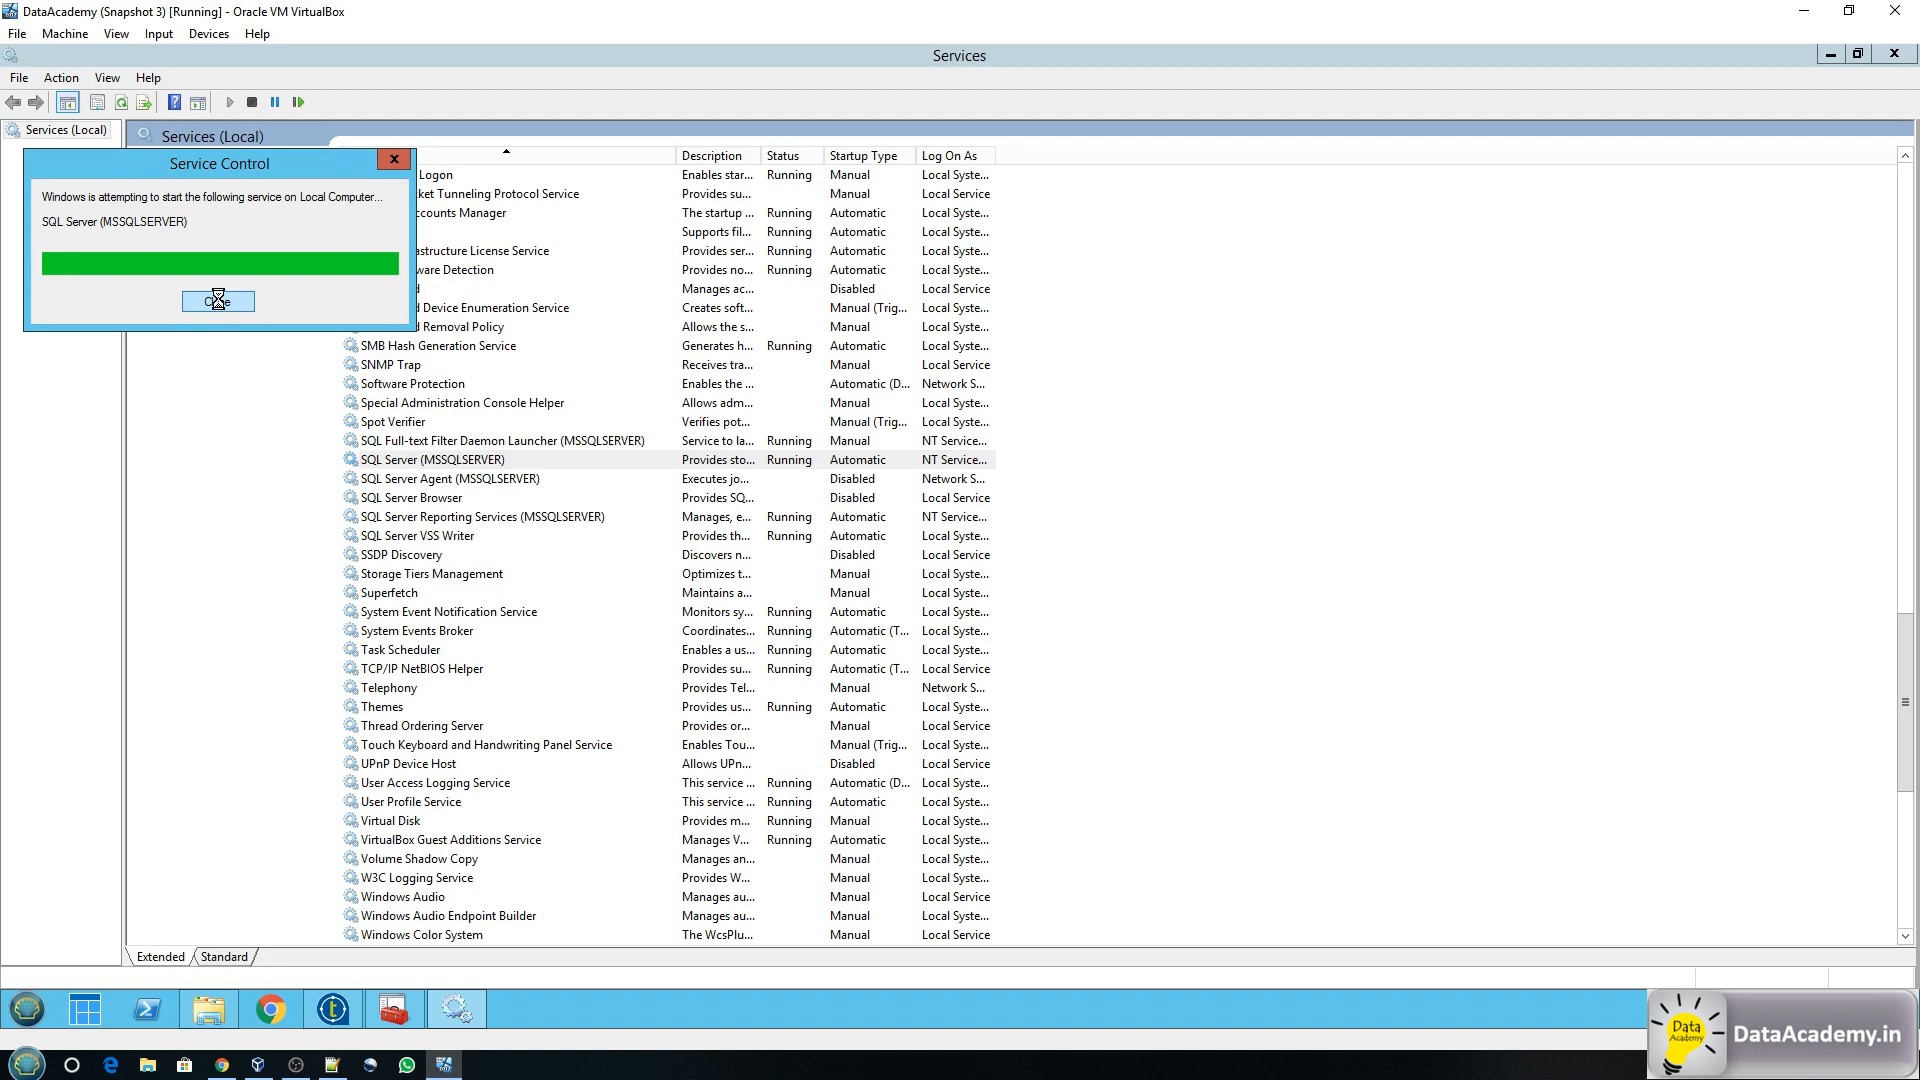 DataAcademy (Snapshot 3) [Running] - Oracle VM VirtualBox
File Machine View Input Devices Help
Services
File Action View Help
Services (Local)
Services (Local)
Service Control
Windows is attempting to start the following service on Local Computer...
SQL Server (MSSQLSERVER)
Description Status Startup Type Log On As
Logon Enables star... Running Manual Local Syste...
ket Tunneling Protocol Service Provides su... Manual Local Service
ccounts Manager The startup ... Running Automatic Local Syste...
Supports fil... Running Automatic Local Syste...
astructure License Service Provides ser... Running Automatic Local Syste...
ware Detection Provides no... Running Automatic Local Syste...
d Manages ac... Disabled Local Syste...
d Device Enumeration Service Creates soft... Manual (Trig... Local Syste...
d Removal Policy Allows the s... Manual Local Syste...
SMB Hash Generation Service Generates h... Running Automatic Local Syste...
SNMP Trap Receives tra... Manual Local Service
Software Protection Enables the ... Automatic (D... Network S...
Special Administration Console Helper Allows adm... Manual Local Syste...
Spot Verifier Verifies pot... Manual (Trig... Local Syste...
SQL Full-text Filter Daemon Launcher (MSSQLSERVER) Service to la... Running Manual NT Service...
SQL Server (MSSQLSERVER) Provides sto... Running Automatic NT Service...
SQL Server Agent (MSSQLSERVER) Executes jo... Disabled Network S...
SQL Server Browser Provides SQ... Disabled Local Service
SQL Server Reporting Services (MSSQLSERVER) Manages, e... Running Automatic NT Service...
SQL Server VSS Writer Provides th... Running Automatic Local Syste...
SSDP Discovery Discovers n... Disabled Local Service
Storage Tiers Management Optimizes t... Manual Local Syste...
Superfetch Maintains a... Manual Local Syste...
System Event Notification Service Monitors sy... Running Automatic Local Syste...
System Events Broker Coordinates... Running Automatic (T... Local Syste...
Task Scheduler Enables a us... Running Automatic Local Syste...
TCP/IP NetBIOS Helper Provides su... Running Automatic (T... Local Service
Telephony Provides Tel... Manual Network S...
Themes Provides us... Running Automatic Local Syste...
Thread Ordering Server Provides or... Manual Local Service
Touch Keyboard and Handwriting Panel Service Enables Tou... Manual (Trig... Local Syste...
UPnP Device Host Allows UPn... Disabled Local Service
User Access Logging Service This service ... Running Automatic (D... Local Syste...
User Profile Service This service ... Running Automatic Local Syste...
Virtual Disk Provides m... Running Manual Local Syste...
VirtualBox Guest Additions Service Manages V... Running Automatic Local Syste...
Volume Shadow Copy Manages an... Manual Local Syste...
W3C Logging Service Provides W... Manual Local Syste...
Windows Audio Manages au... Manual Local Service
Windows Audio Endpoint Builder Manages au... Manual Local Syste...
Windows Color System The WcsPlu... Manual Local Service
Extended Standard
Data
Academy
DataAcademy.in